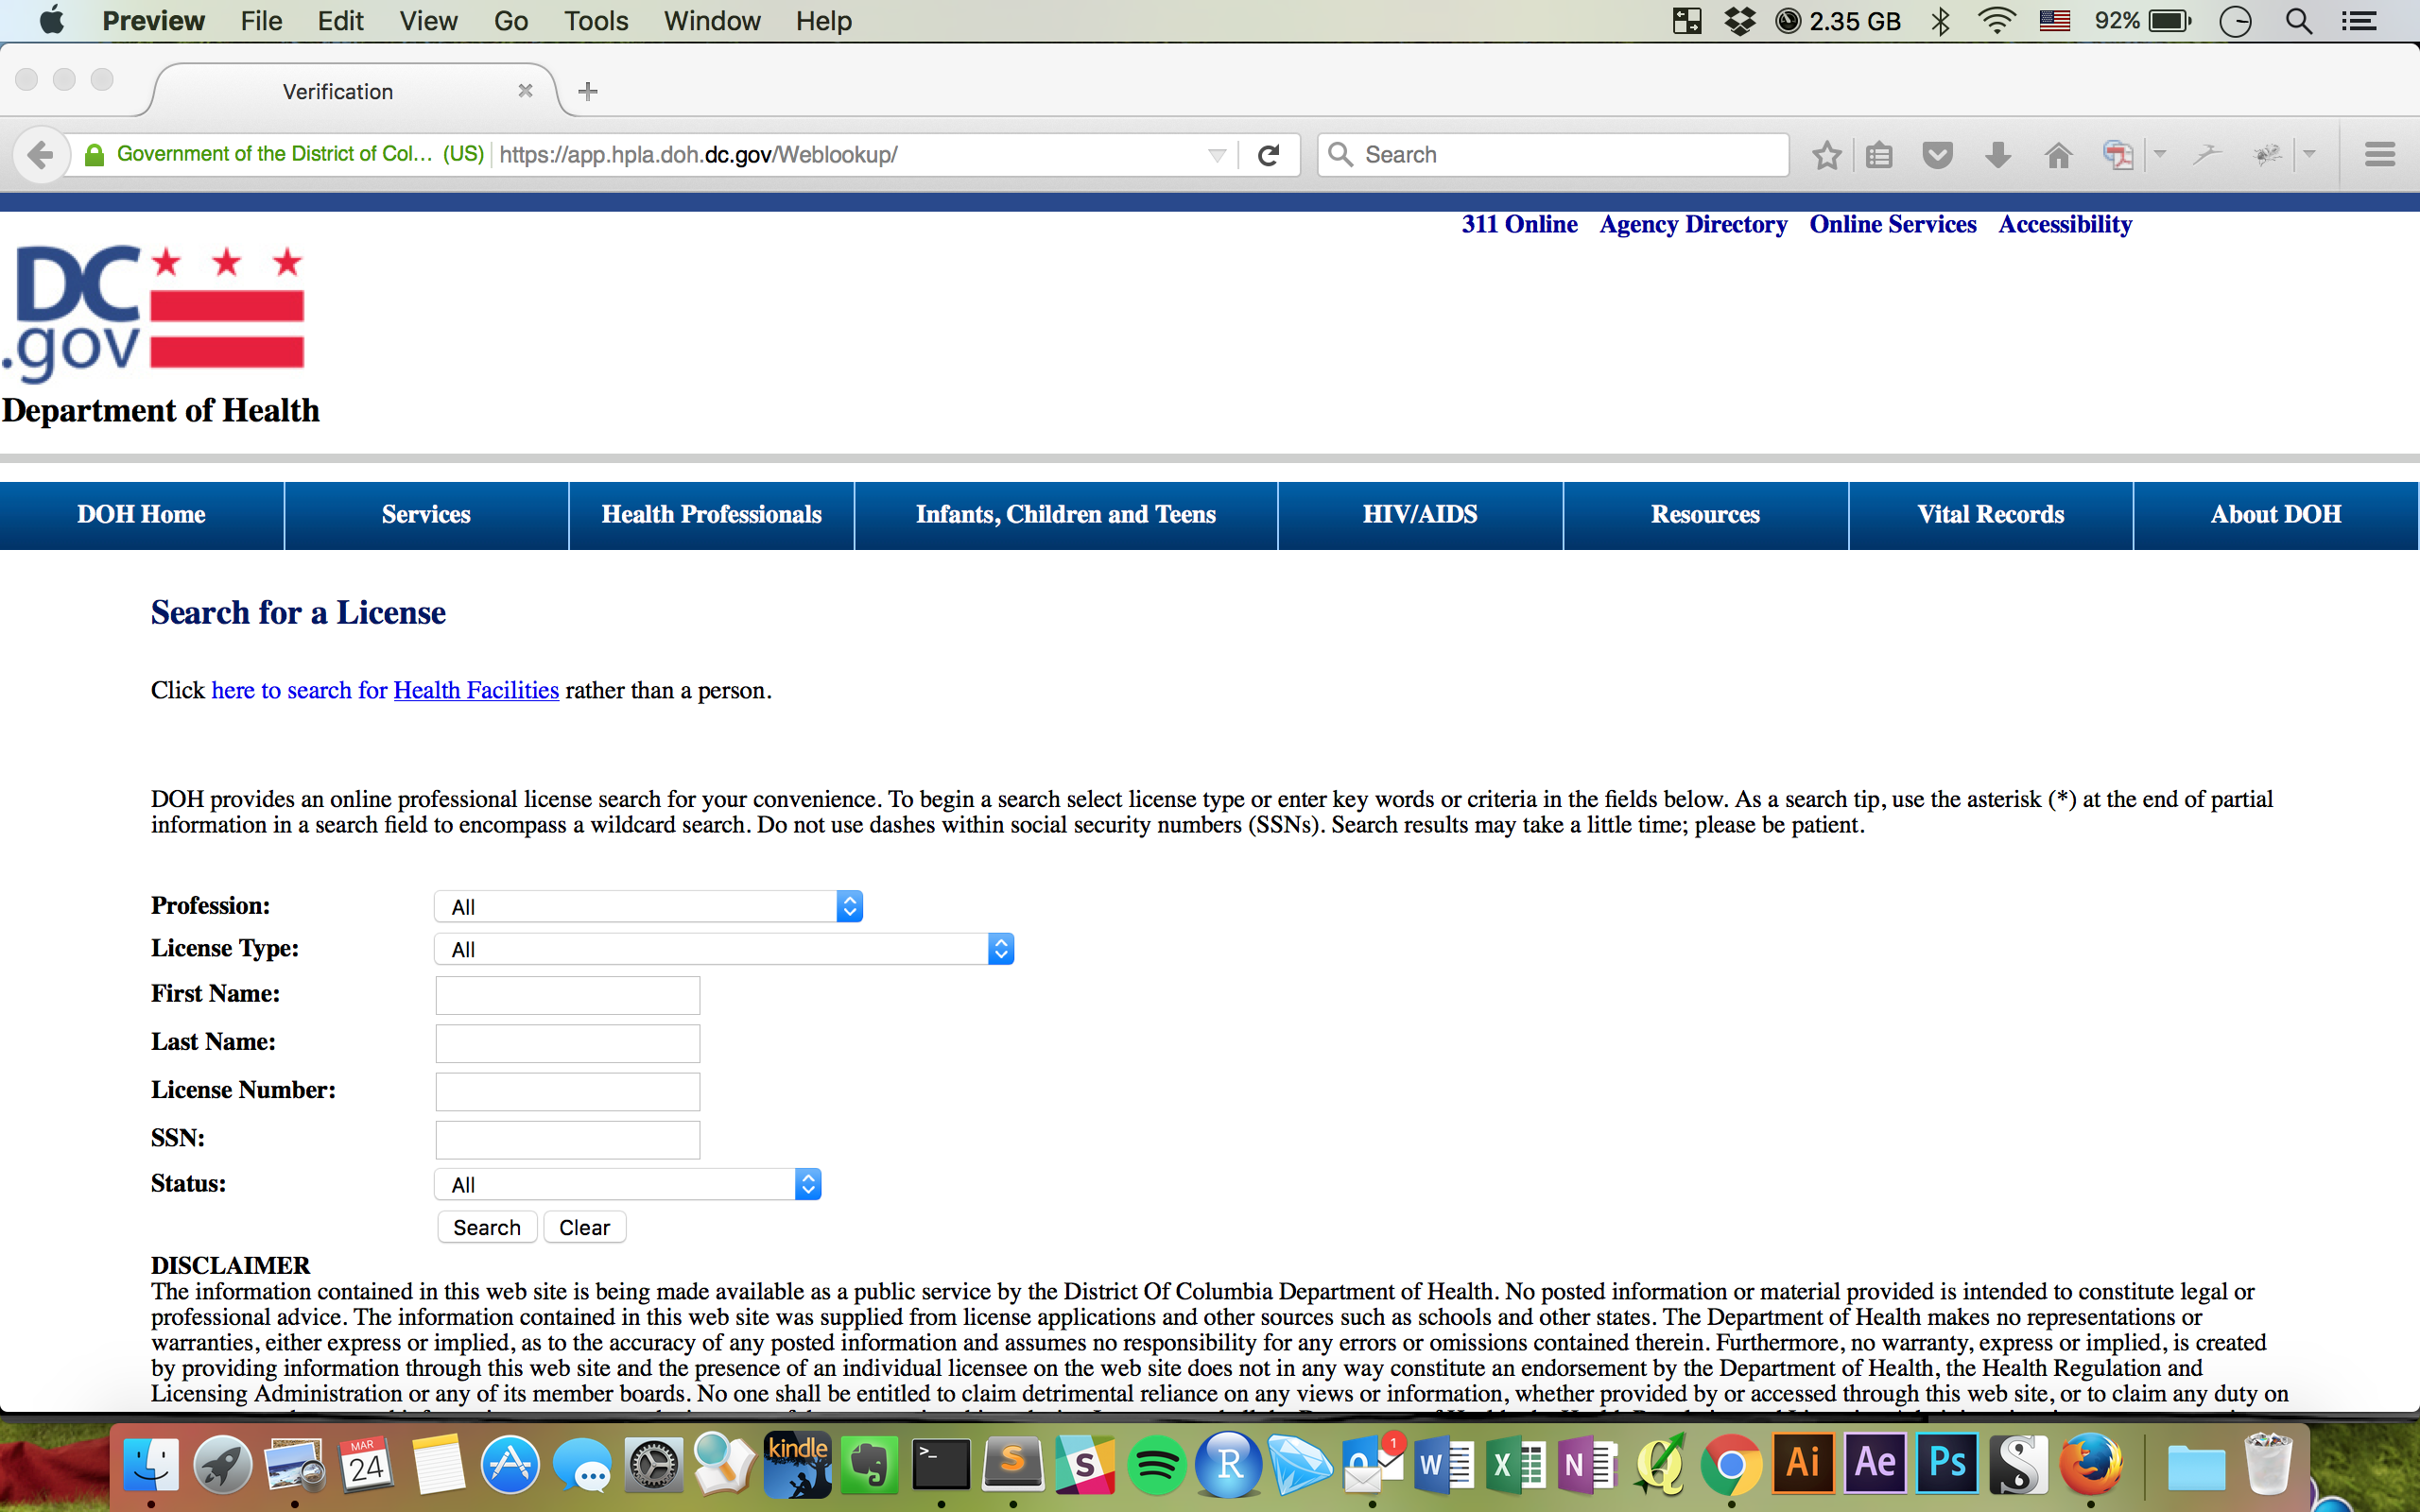 Preview File Edit View Go Tools Window Help 2.35 GB 92%
Verification
Government of the District of Col... (US) https://app.hpla.doh.dc.gov/Weblookup/ Search
311 Online Agency Directory Online Services Accessibility
DC
.gov
Department of Health
DOH Home Services Health Professionals Infants, Children and Teens HIV/AIDS Resources Vital Records About DOH
Search for a License
Click here to search for Health Facilities rather than a person.
DOH provides an online professional license search for your convenience. To begin a search select license type or enter key words or criteria in the fields below. As a search tip, use the asterisk (*) at the end of partial
information in a search field to encompass a wildcard search. Do not use dashes within social security numbers (SSNs). Search results may take a little time; please be patient.
Profession: All
License Type: All
First Name:
Last Name:
License Number:
SSN:
Status: All
Search Clear
DISCLAIMER
The information contained in this web site is being made available as a public service by the District Of Columbia Department of Health. No posted information or material provided is intended to constitute legal or
professional advice. The information contained in this web site was supplied from license applications and other sources such as schools and other states. The Department of Health makes no representations or
warranties, either express or implied, as to the accuracy of any posted information and assumes no responsibility for any errors or omissions contained therein. Furthermore, no warranty, express or implied, is created
by providing information through this web site and the presence of an individual licensee on the web site does not in any way constitute an endorsement by the Department of Health, the Health Regulation and
Licensing Administration or any of its member boards. No one shall be entitled to claim detrimental reliance on any views or information, whether provided by or accessed through this web site, or to claim any duty on
MAR
24
kindle
>_
S
S
R
O
1
W
X
N
Ai
Ae
Ps
S